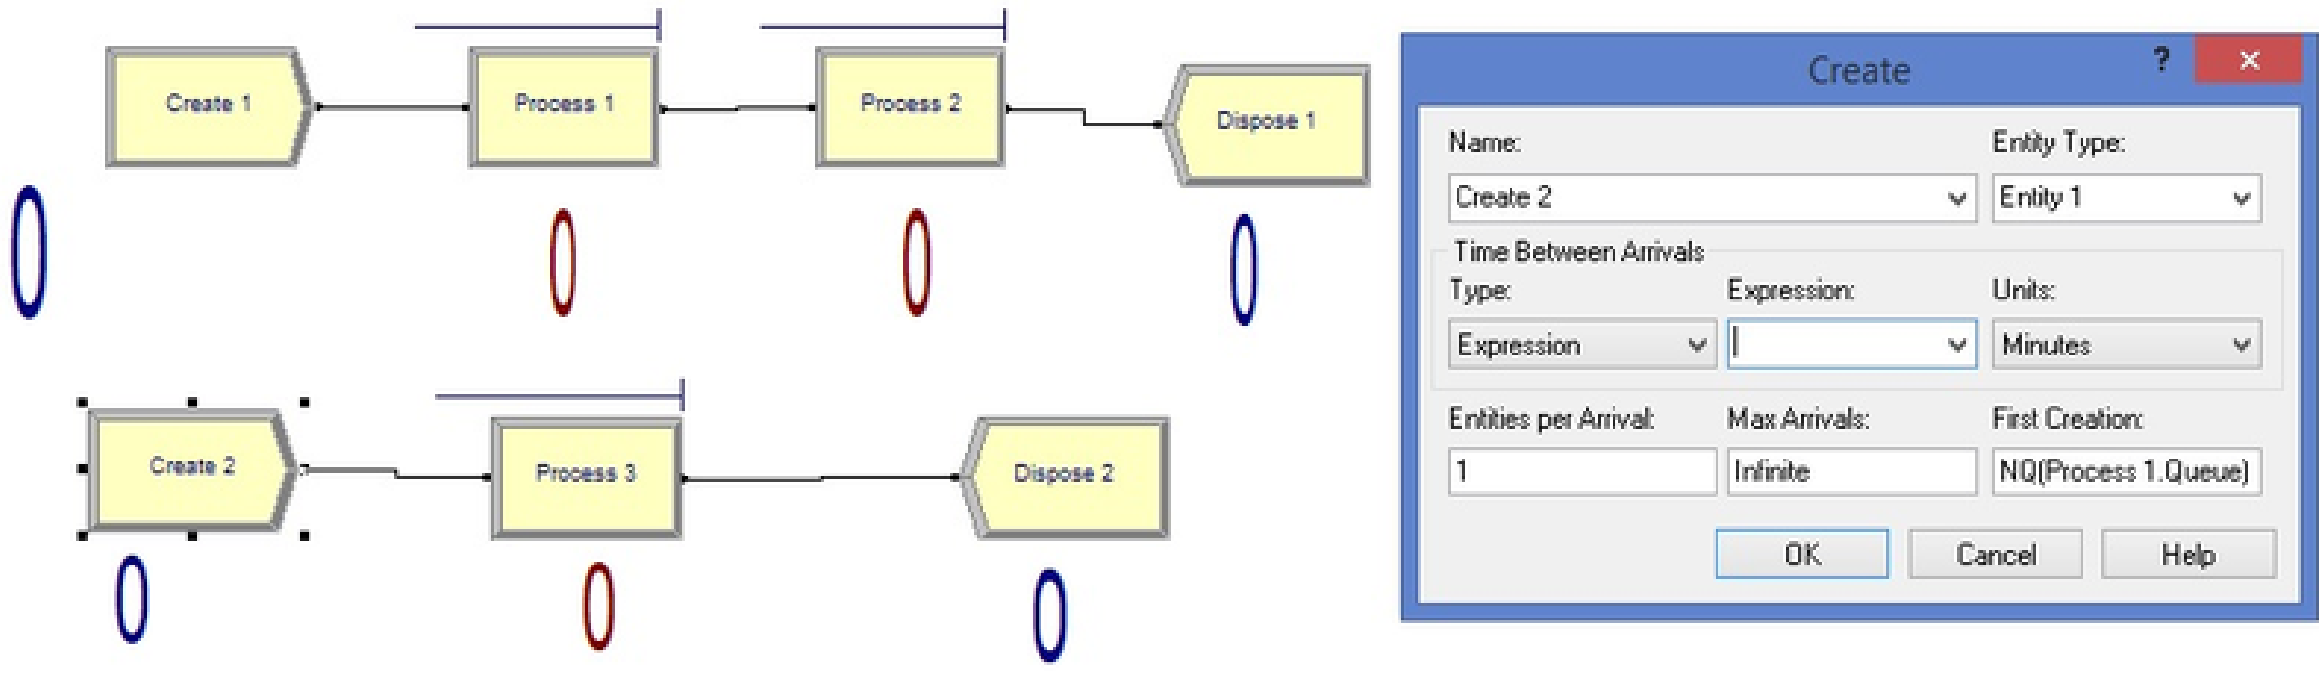 Create 1
Process 1
Process 2
Dispose 1
0
0
0
0
Create 2
Process 3
Dispose 2
0
0
0
Create
?
Name:
Entity Type:
Create 2
Entity 1
Time Between Arrivals
Type:
Expression:
Units:
Expression
Minutes
Entities per Arrival:
Max Arrivals:
First Creation:
1
Infinite
NQ(Process 1.Queue)
OK
Cancel
Help